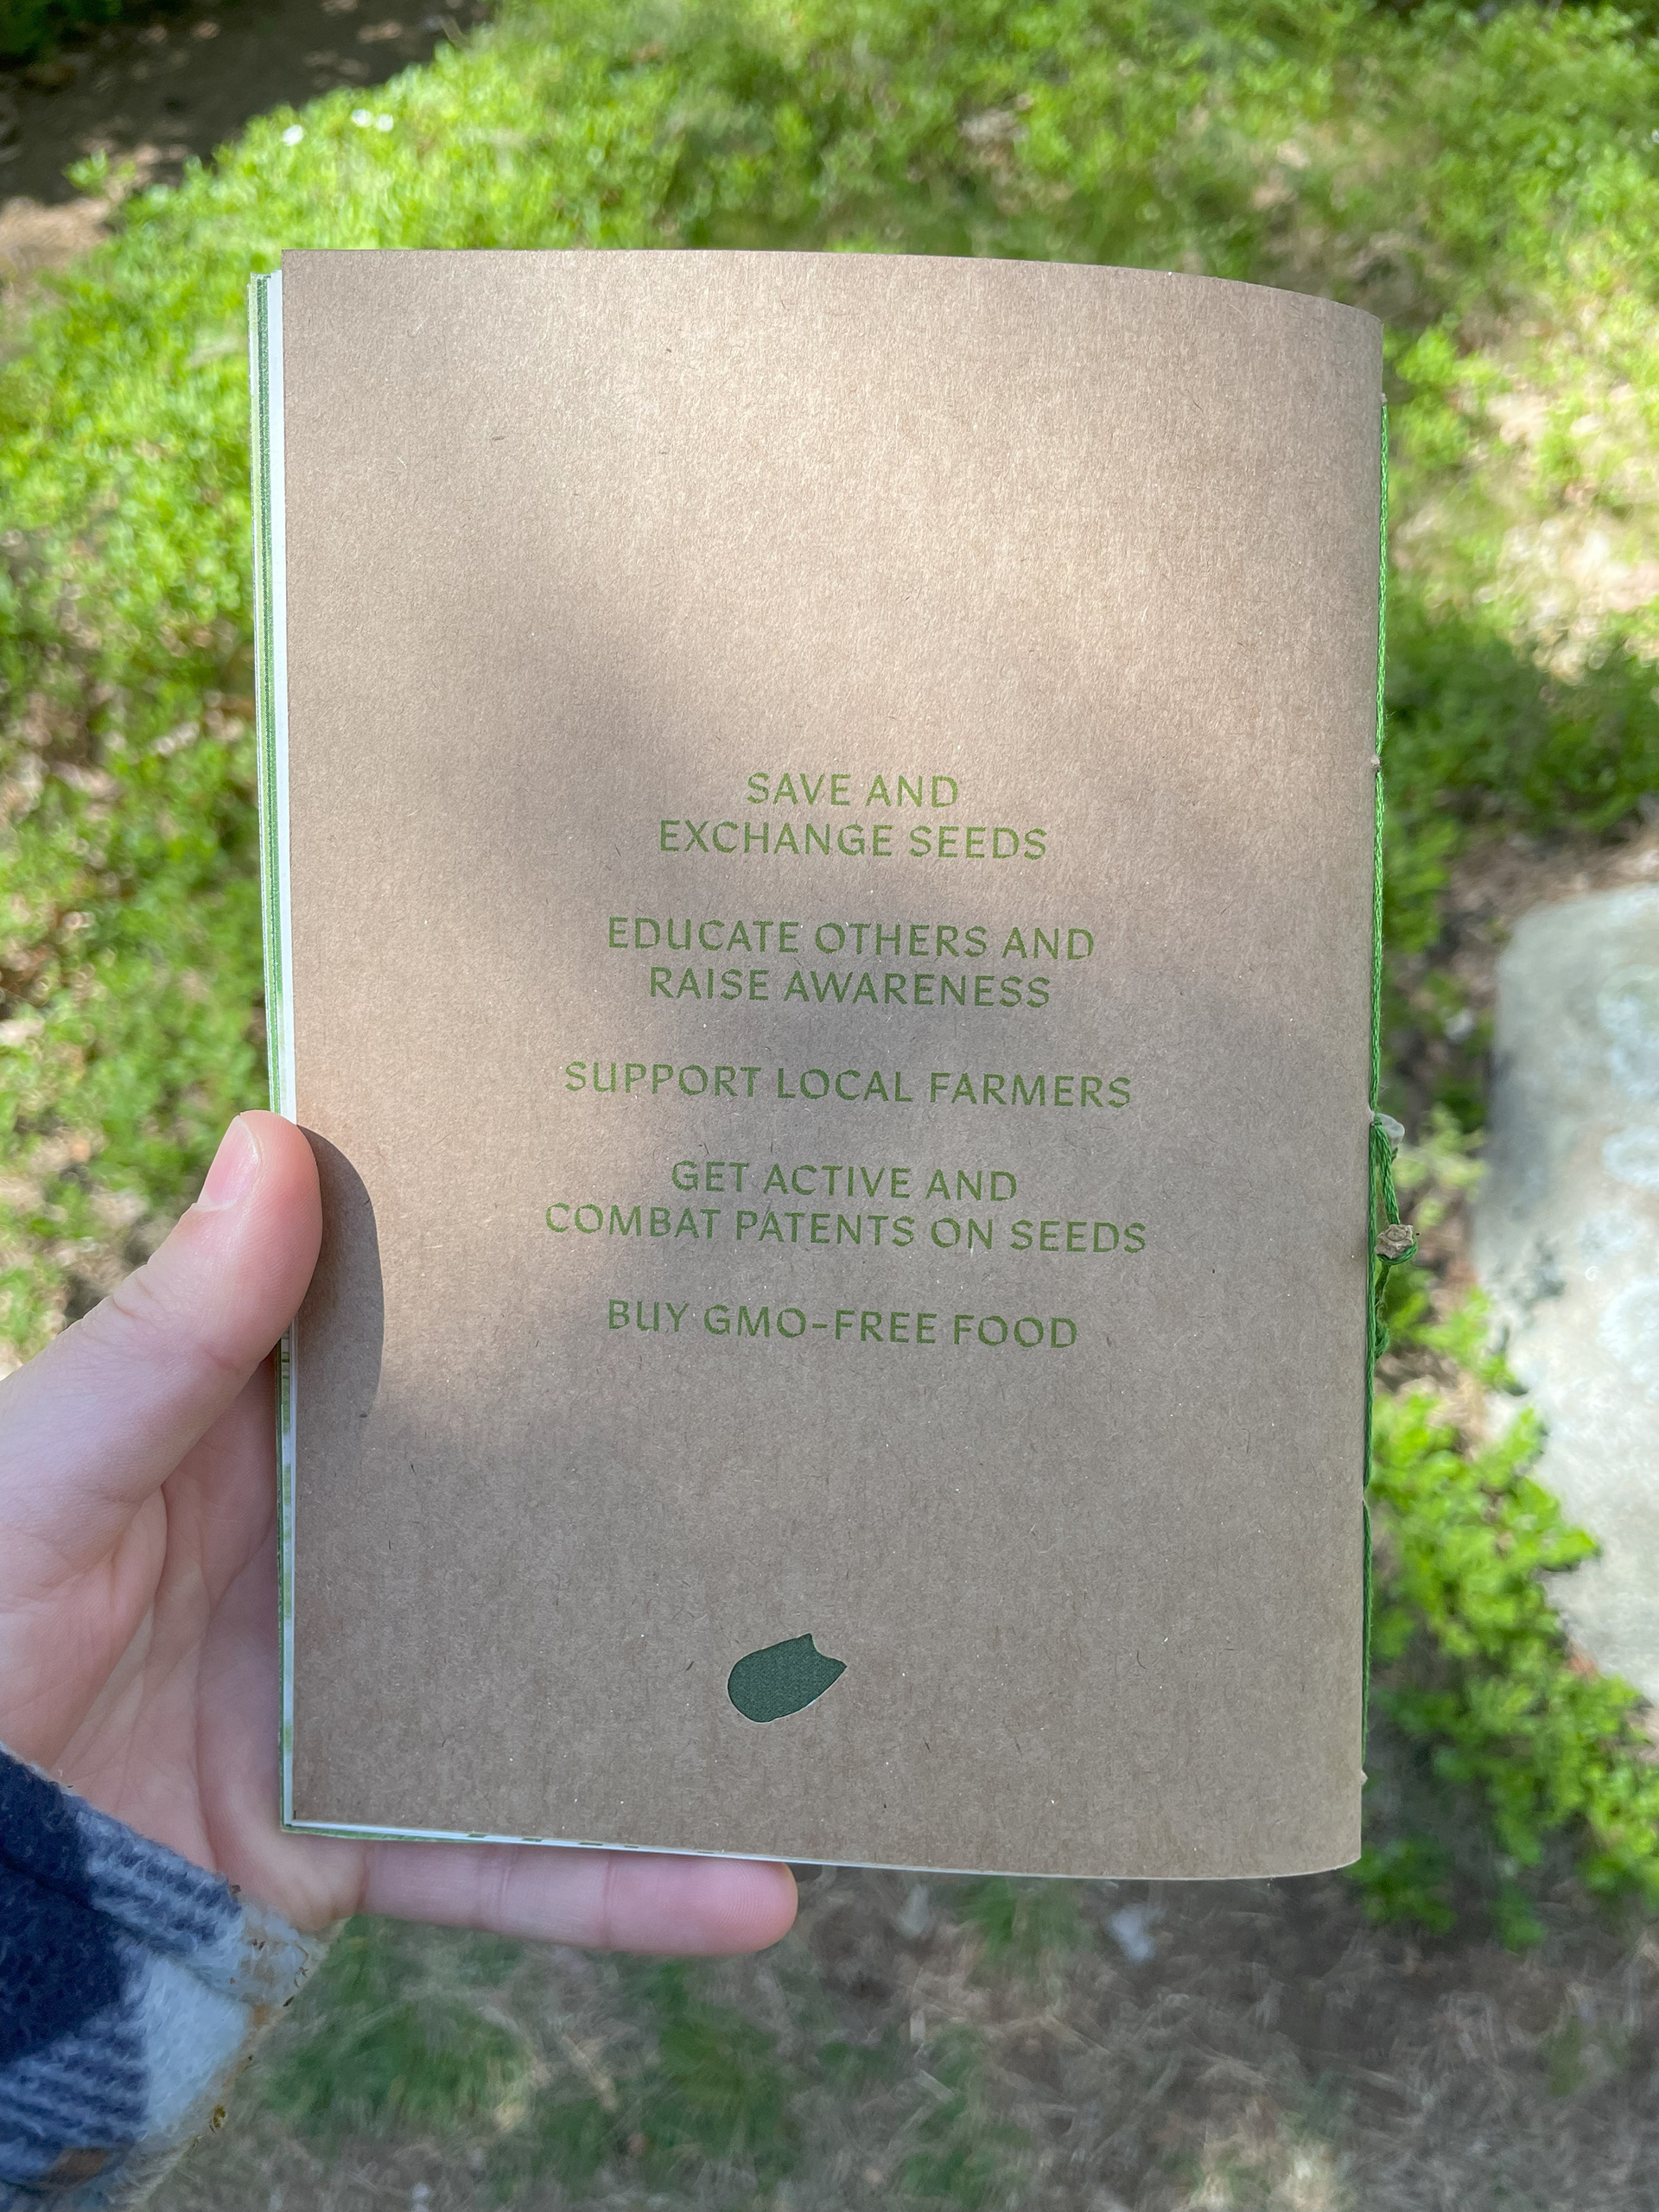 SAVE AND
EXCHANGE SEEDS
EDUCATE OTHERS AND
RAISE AWARENESS
SUPPORT LOCAL FARMERS
GET ACTIVE AND
COMBAT PATENTS ON SEEDS
BUY GMO-FREE FOOD